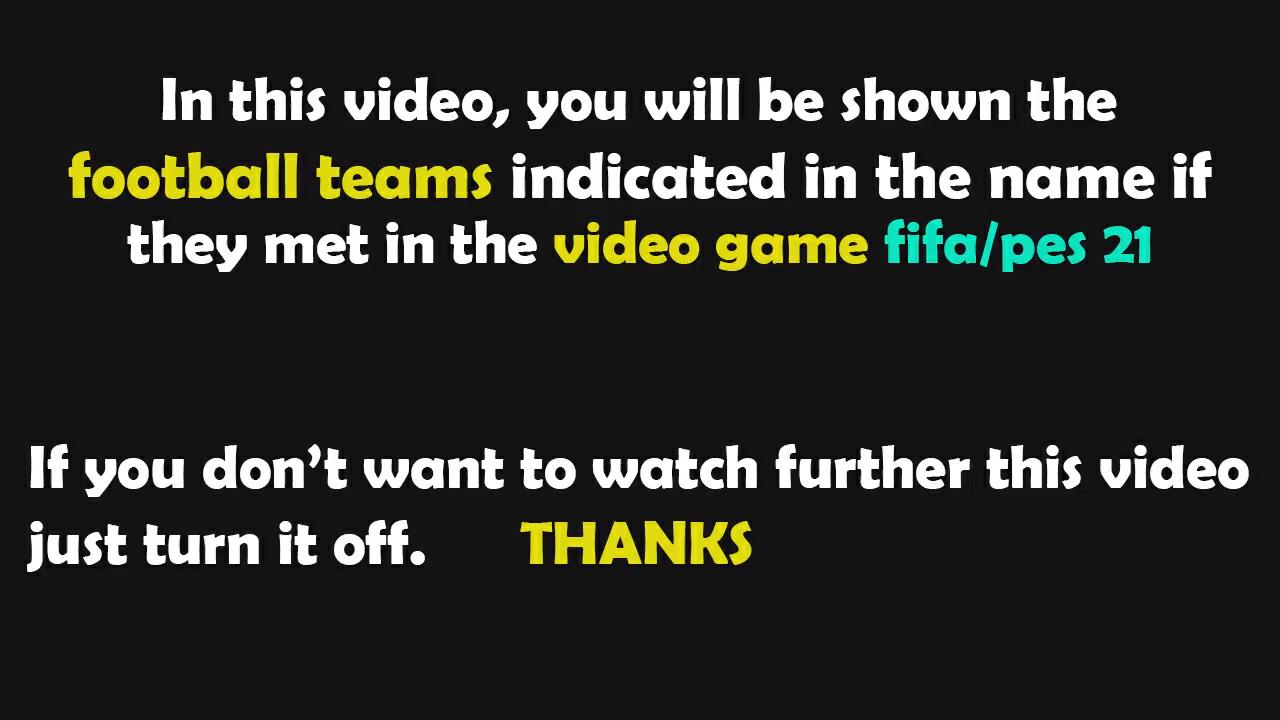 In this video, you will be shown the
football teams indicated in the name if
they met in the video game fifa/pes 21
If you don’t want to watch further this video
just turn it off. THANKS